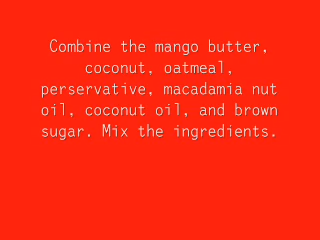 Combine the mango butter,
coconut, oatmeal,
perservative, macadamia nut
oil, coconut oil, and brown
sugar. Mix the ingredients.